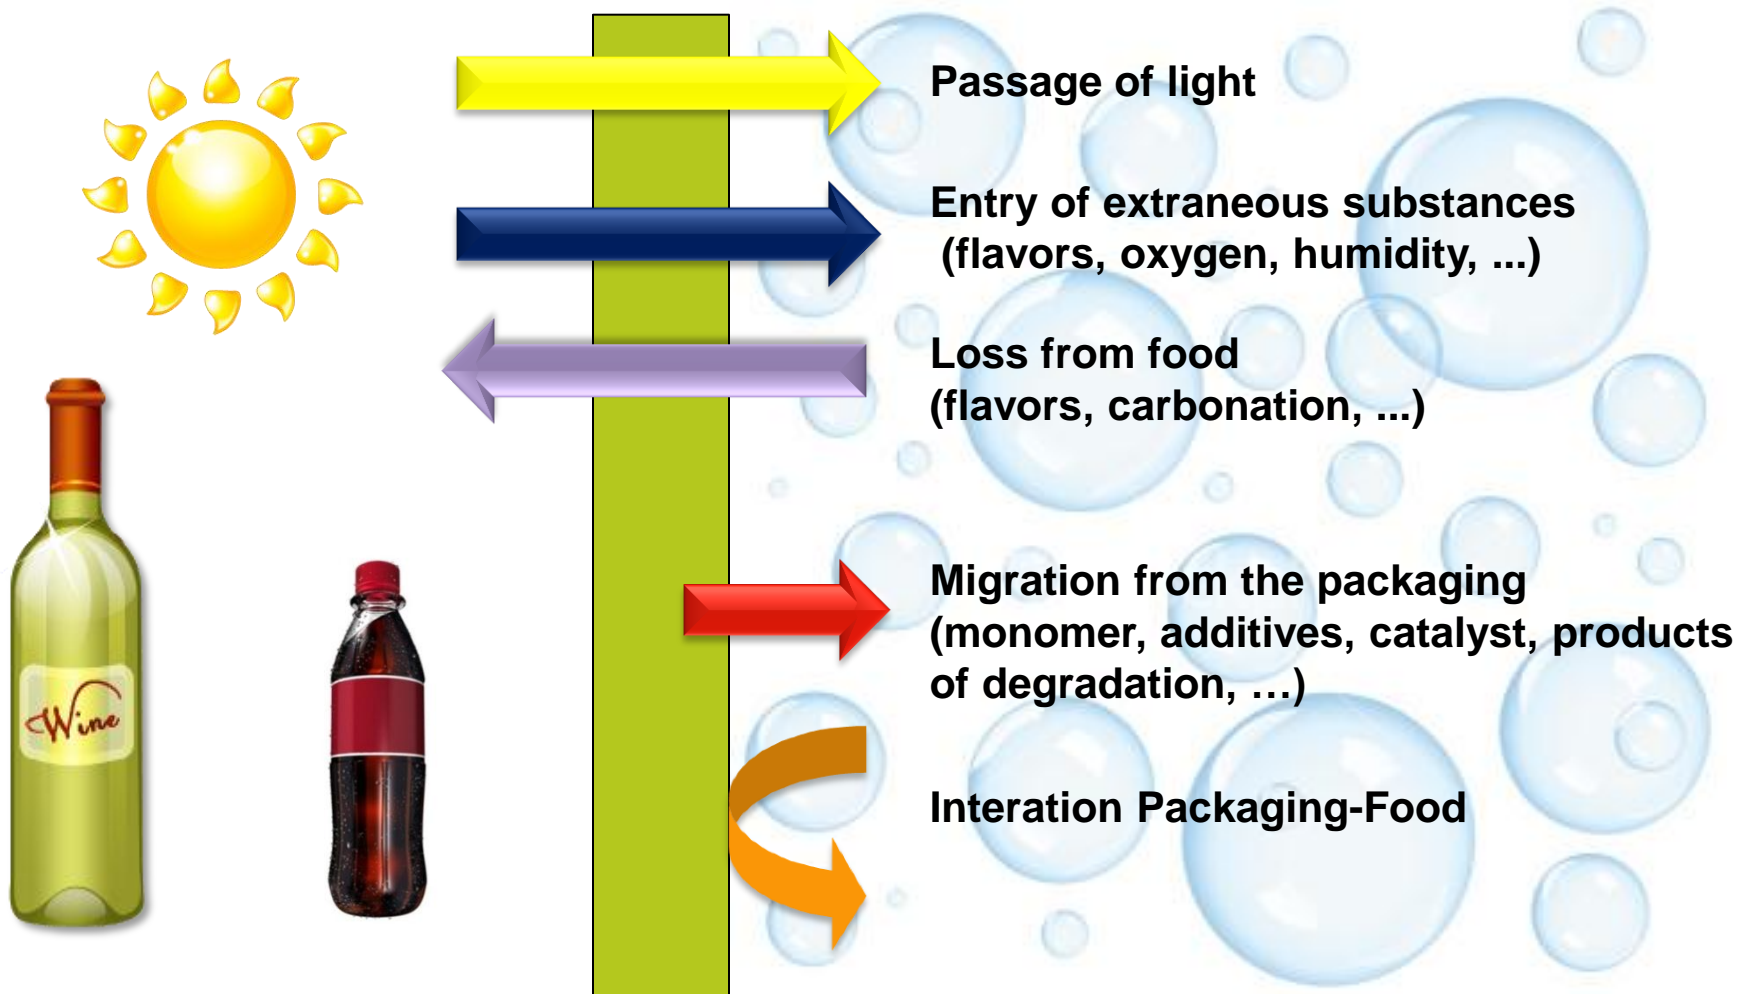 Passage of light
Entry of extraneous substances
(flavors, oxygen, humidity, ...)
Loss from food
(flavors, carbonation, ...)
Migration from the packaging
(monomer, additives, catalyst, products
of degradation, …)
Wine
Interation Packaging-Food